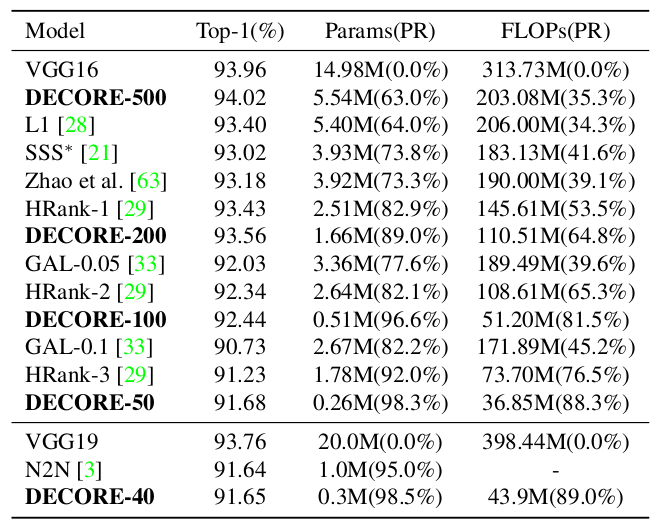 Model Top-1(%) Params(PR) FLOPs(PR)
VGG16 93.96 14.98M(0.0%) 313.73M(0.0%)
DECORE-500 94.02 5.54M(63.0%) 203.08M(35.3%)
L1 [28] 93.40 5.40M(64.0%) 206.00M(34.3%)
SSS* [21] 93.02 3.93M(73.8%) 183.13M(41.6%)
Zhao et al. [63] 93.18 3.92M(73.3%) 190.00M(39.1%)
HRank-1 [29] 93.43 2.51M(82.9%) 145.61M(53.5%)
DECORE-200 93.56 1.66M(89.0%) 110.51M(64.8%)
GAL-0.05 [33] 92.03 3.36M(77.6%) 189.49M(39.6%)
HRank-2 [29] 92.34 2.64M(82.1%) 108.61M(65.3%)
DECORE-100 92.44 0.51M(96.6%) 51.20M(81.5%)
GAL-0.1 [33] 90.73 2.67M(82.2%) 171.89M(45.2%)
HRank-3 [29] 91.23 1.78M(92.0%) 73.70M(76.5%)
DECORE-50 91.68 0.26M(98.3%) 36.85M(88.3%)
VGG19 93.76 20.0M(0.0%) 398.44M(0.0%)
N2N [3] 91.64 1.0M(95.0%) -
DECORE-40 91.65 0.3M(98.5%) 43.9M(89.0%)